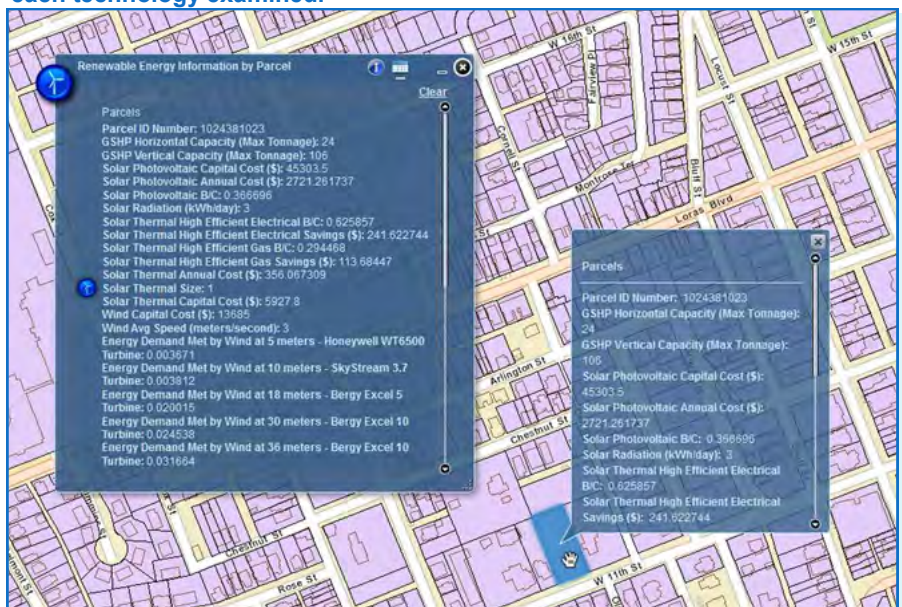 each technology examined.
Renewable Energy Information by Parcel
Clear
Parcels
Parcel ID Number: 1024381023
GSHP Horizontal Capacity (Max Tonnage): 24
GSHP Vertical Capacity (Max Tonnage): 106
Solar Photovoltaic Capital Cost ($): 45303.5
Solar Photovoltaic Annual Cost ($): 2721.261737
Solar Photovoltaic B/C: 0.366696
Solar Radiation (kWh/day): 3
Solar Thermal High Efficient Electrical B/C: 0.625857
Solar Thermal High Efficient Electrical Savings ($): 241.622744
Solar Thermal High Efficient Gas B/C: 0.294468
Solar Thermal High Efficient Gas Savings ($): 113.68447
Solar Thermal Annual Cost ($): 356.067309
Solar Thermal Size: 1
Solar Thermal Capital Cost ($): 5927.8
Wind Capital Cost ($): 13685
Wind Avg Speed (meters/second): 3
Energy Demand Met by Wind at 5 meters - Honeywell WT6500
Turbine: 0.003671
Energy Demand Met by Wind at 10 meters - SkyStream 3.7
Turbine: 0.003812
Energy Demand Met by Wind at 18 meters - Bergy Excel 5
Turbine: 0.020015
Energy Demand Met by Wind at 30 meters - Bergy Excel 10
Turbine: 0.024538
Energy Demand Met by Wind at 36 meters - Bergy Excel 10
Turbine: 0.031664
Parcels
Parcel ID Number: 1024381023
GSHP Horizontal Capacity (Max Tonnage):
24
GSHP Vertical Capacity (Max Tonnage):
106
Solar Photovoltaic Capital Cost ($):
45303.5
Solar Photovoltaic Annual Cost ($):
2721.261737
Solar Photovoltaic B/C: 0.366696
Solar Radiation (kWh/day): 3
Solar Thermal High Efficient Electrical
B/C: 0.625857
Solar Thermal High Efficient Electrical
Savings ($): 241.622744
W 16th St
W 15th St
Fairview Pl
Locust St
Cornell St
Montrose Ter
Bluff St
Loras Blvd
Arlington St
Chestnut St
Chestnut St
Rose St
W 11th St